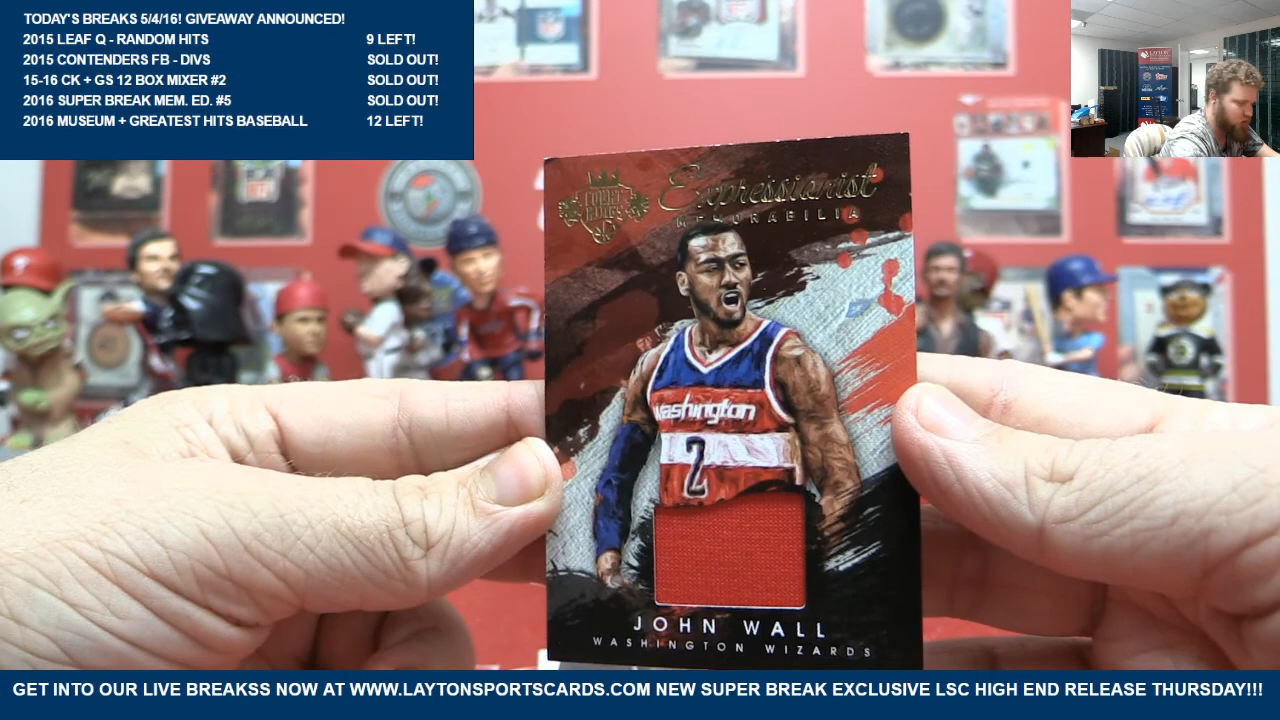 TODAY'S BREAKS 5/4/16! GIVEAWAY ANNOUNCED!
2015 LEAF Q - RANDOM HITS 9 LEFT!
2015 CONTENDERS FB - DIVS SOLD OUT!
15-16 CK + GS 12 BOX MIXER #2 SOLD OUT!
2016 SUPER BREAK MEM. ED. #5 SOLD OUT!
2016 MUSEUM + GREATEST HITS BASEBALL 12 LEFT!
Expressionist
MEMORABILIA
COURT
KINGS
Washington
2
JOHN WALL
WASHINGTON WIZARDS
GET INTO OUR LIVE BREAKSS NOW AT WWW.LAYTONSPORTSCARDS.COM NEW SUPER BREAK EXCLUSIVE LSC HIGH END RELEASE THURSDAY!!!